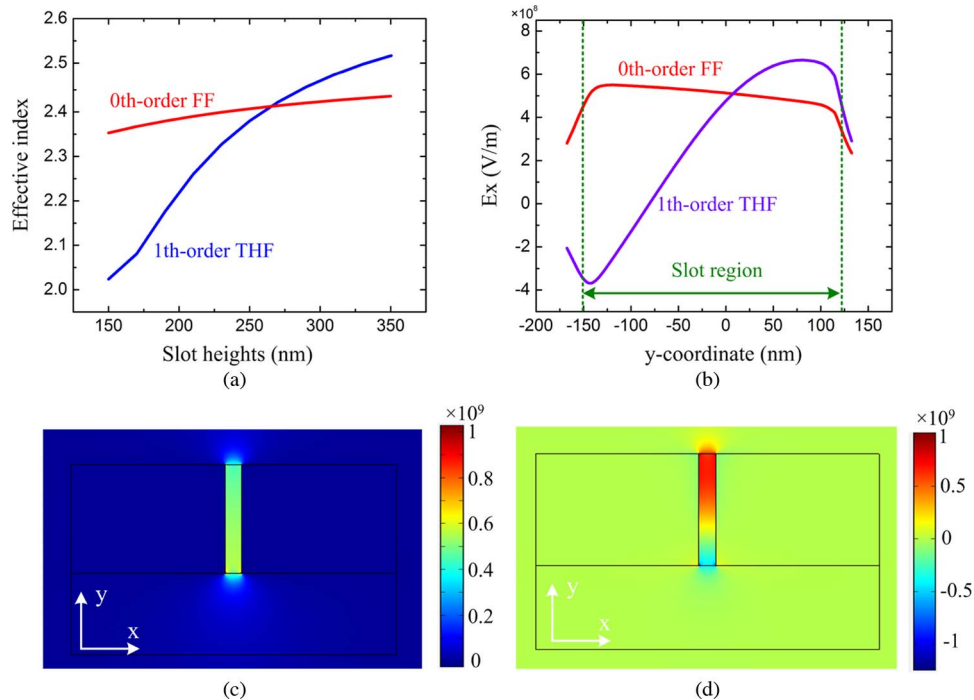 2.6
2.5
2.4
2.3
2.2
2.1
2.0
Effective index
0th-order FF
1th-order THF
150 200 250 300 350
Slot heights (nm)
(a)
×10⁸
8
6
4
2
0
-2
-4
Ex (V/m)
0th-order FF
1th-order THF
Slot region
-200 -150 -100 -50 0 50 100 150
y-coordinate (nm)
(b)
×10⁹
1
0.8
0.6
0.4
0.2
0
y
x
(c)
×10⁹
1
0.5
0
-0.5
-1
y
x
(d)